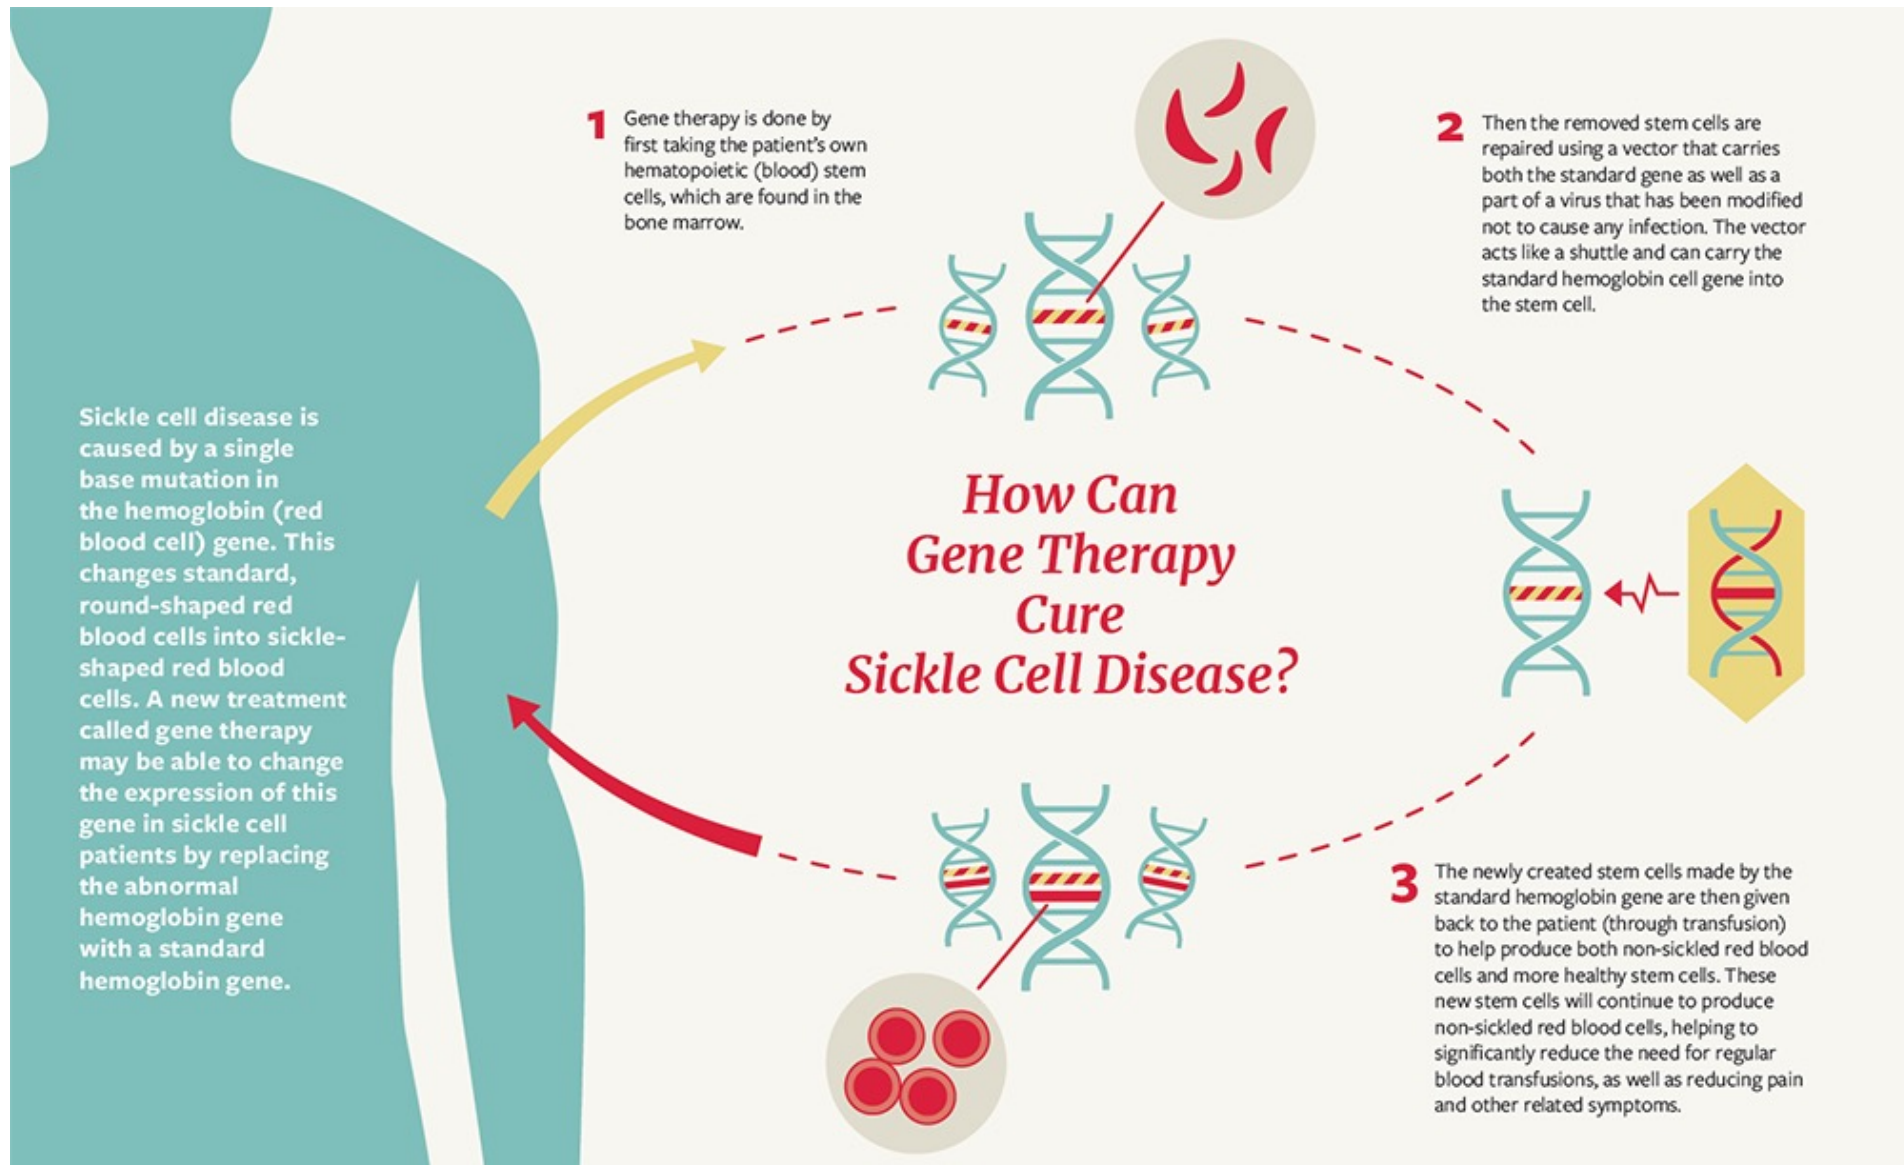 Sickle cell disease is
caused by a single
base mutation in
the hemoglobin (red
blood cell) gene. This
changes standard,
round-shaped red
blood cells into sickle-
shaped red blood
cells. A new treatment
called gene therapy
may be able to change
the expression of this
gene in sickle cell
patients by replacing
the abnormal
hemoglobin gene
with a standard
hemoglobin gene.
How Can
Gene Therapy
Cure
Sickle Cell Disease?
1 Gene therapy is done by
first taking the patient's own
hematopoietic (blood) stem
cells, which are found in the
bone marrow.
2 Then the removed stem cells are
repaired using a vector that carries
both the standard gene as well as a
part of a virus that has been modified
not to cause any infection. The vector
acts like a shuttle and can carry the
standard hemoglobin cell gene into
the stem cell.
3 The newly created stem cells made by the
standard hemoglobin gene are then given
back to the patient (through transfusion)
to help produce both non-sickled red blood
cells and more healthy stem cells. These
new stem cells will continue to produce
non-sickled red blood cells, helping to
significantly reduce the need for regular
blood transfusions, as well as reducing pain
and other related symptoms.